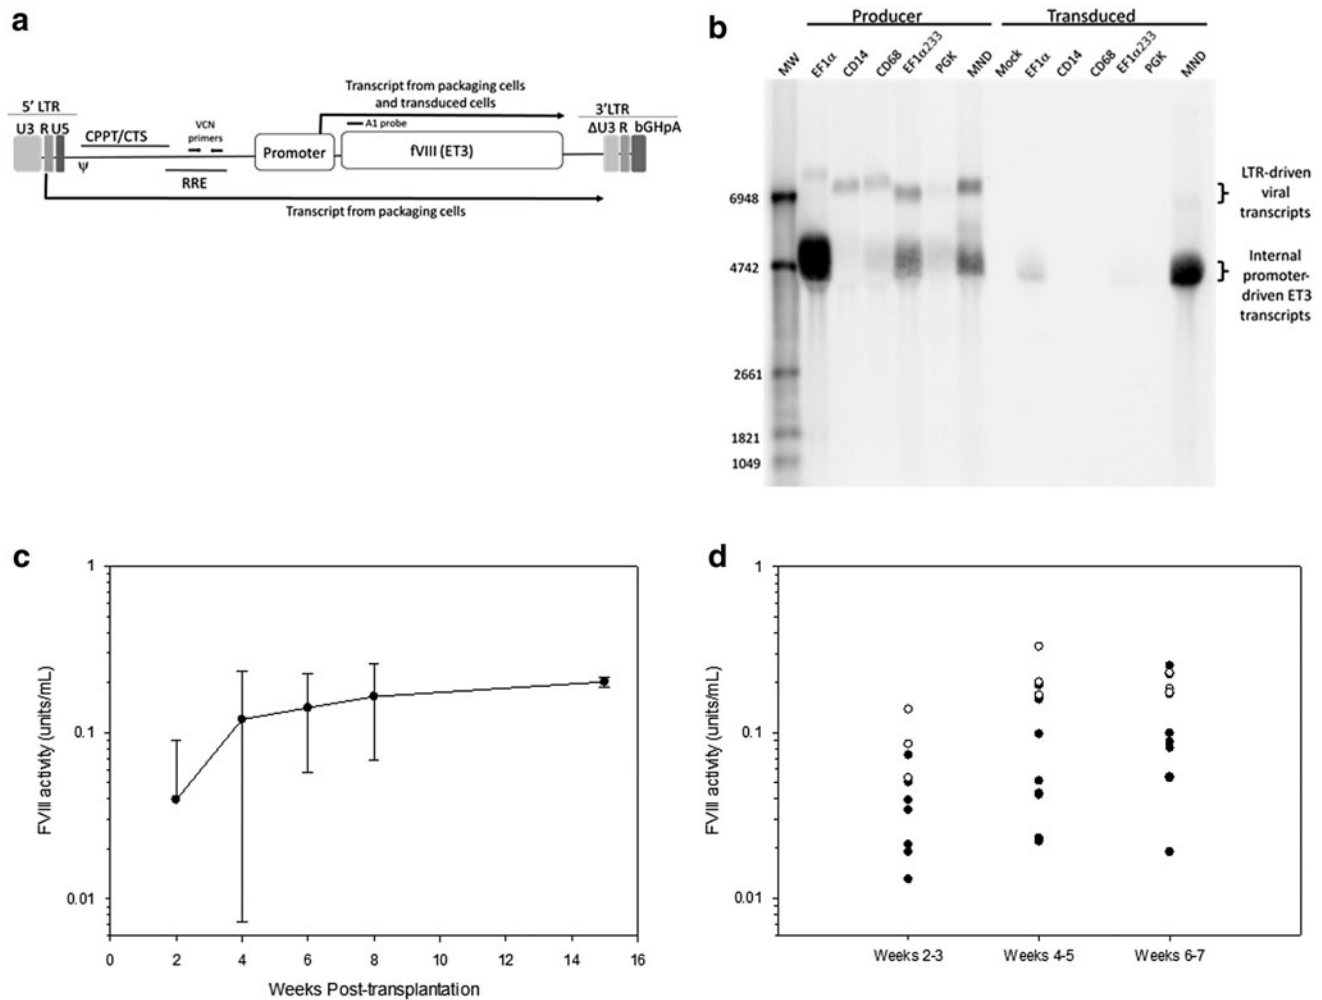 a
Transcript from packaging cells
and transduced cells
5' LTR
U3 R U5
CPPT/CTS
VCN
primers
A1 probe
3'LTR
ΔU3 R bGHpA
Promoter
fVIII (ET3)
Ψ
RRE
Transcript from packaging cells
b
Producer
Transduced
MW
EF1α
CD14
CD68
EF1α233
PGK
MND
Mock
EF1α
CD14
CD68
EF1α233
PGK
MND
6948
4742
2661
1821
1049
LTR-driven
viral
transcripts
}
Internal
promoter-
driven ET3
transcripts
}
c
1
0.1
0.01
FVIII activity (units/mL)
0 2 4 6 8 10 12 14 16
Weeks Post-transplantation
d
1
0.1
0.01
FVIII activity (units/mL)
Weeks 2-3 Weeks 4-5 Weeks 6-7